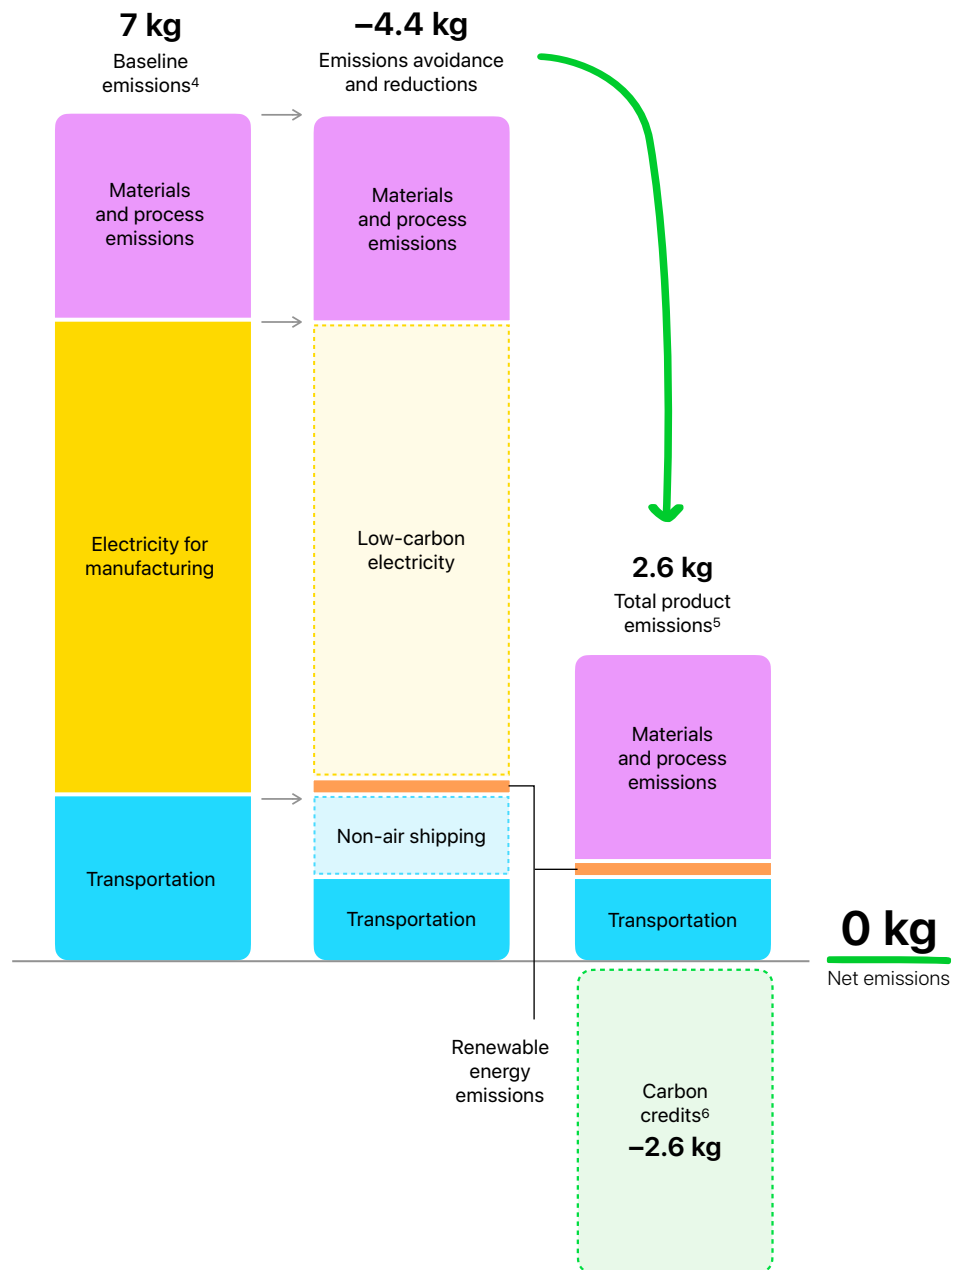 7 kg
Baseline
emissions⁴
Materials
and process
emissions
Electricity for
manufacturing
Transportation
–4.4 kg
Emissions avoidance
and reductions
Materials
and process
emissions
Low-carbon
electricity
Non-air shipping
Transportation
Renewable
energy
emissions
2.6 kg
Total product
emissions⁵
Materials
and process
emissions
Transportation
Carbon
credits⁶
–2.6 kg
0 kg
Net emissions